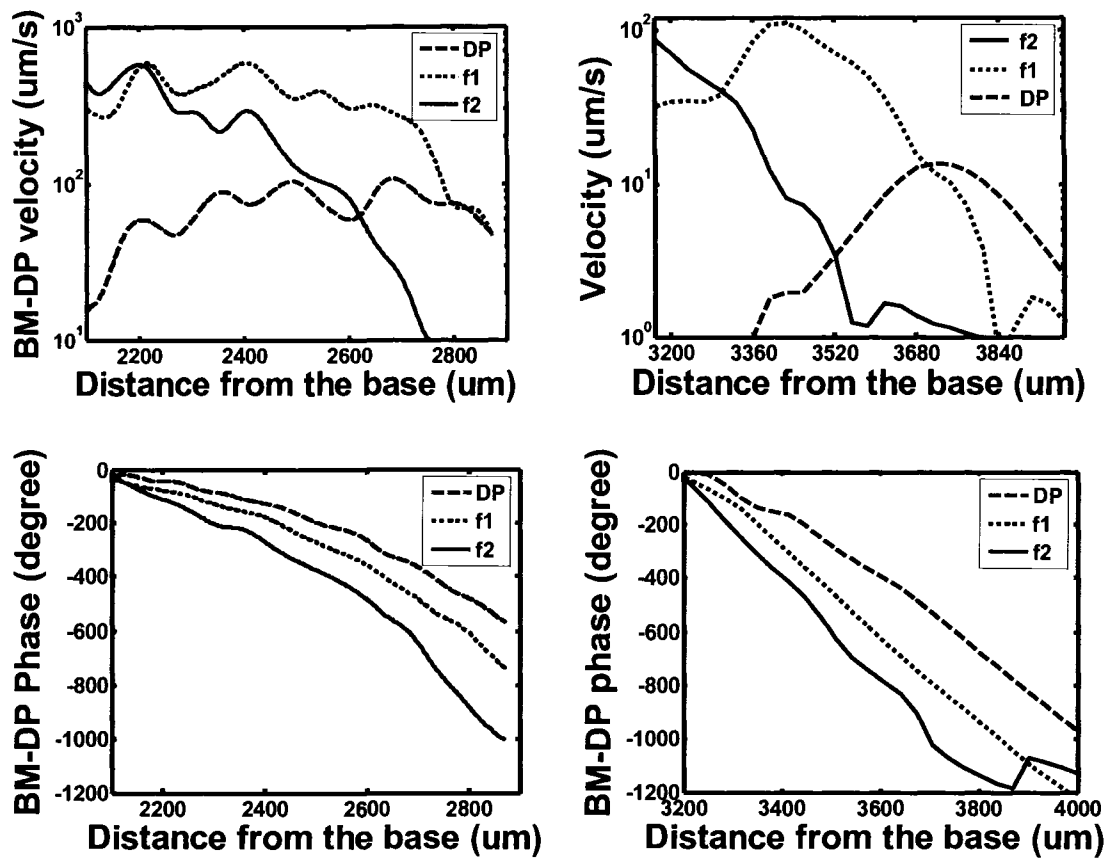 BM-DP velocity (um/s)
10^3
10^2
10^1
DP
f1
f2
2200 2400 2600 2800
Distance from the base (um)
Velocity (um/s)
10^2
10^1
10^0
f2
f1
DP
3200 3360 3520 3680 3840
Distance from the base (um)
BM-DP Phase (degree)
0
-200
-400
-600
-800
-1000
-1200
DP
f1
f2
2200 2400 2600 2800
Distance from the base (um)
BM-DP phase (degree)
0
-200
-400
-600
-800
-1000
-1200
DP
f1
f2
3200 3400 3600 3800 4000
Distance from the base (um)